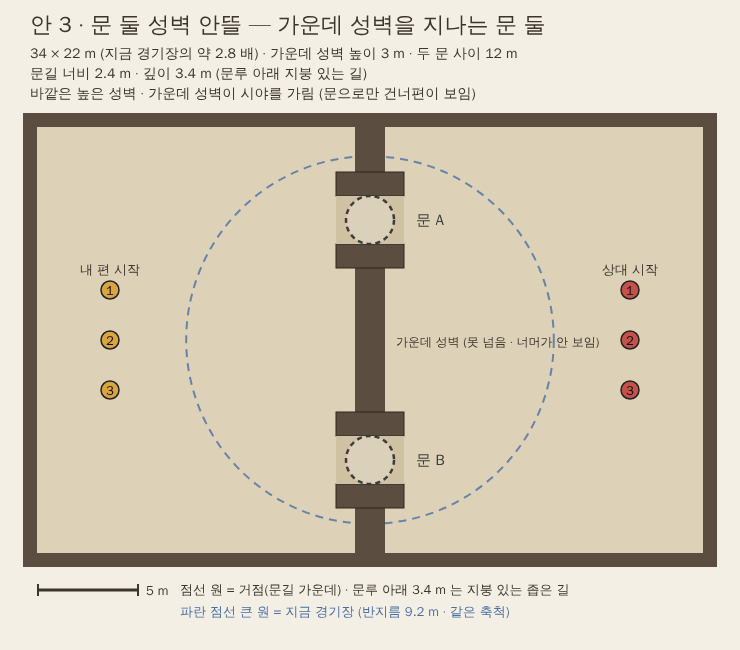 안 3 · 문 둘 성벽 안뜰 — 가운데 성벽을 지나는 문 둘
34 × 22 m (지금 경기장의 약 2.8 배) · 가운데 성벽 높이 3 m · 두 문 사이 12 m
문길 너비 2.4 m · 깊이 3.4 m (문루 아래 지붕 있는 길)
바깥은 높은 성벽 · 가운데 성벽이 시야를 가림 (문으로만 건너편이 보임)
문 A
내 편 시작
상대 시작
1
1
가운데 성벽 (못 넘음 · 너머가 안 보임)
2
2
3
3
문 B
5 m
점선 원 = 거점(문길 가운데) · 문루 아래 3.4 m 는 지붕 있는 좁은 길
파란 점선 큰 원 = 지금 경기장 (반지름 9.2 m · 같은 축척)